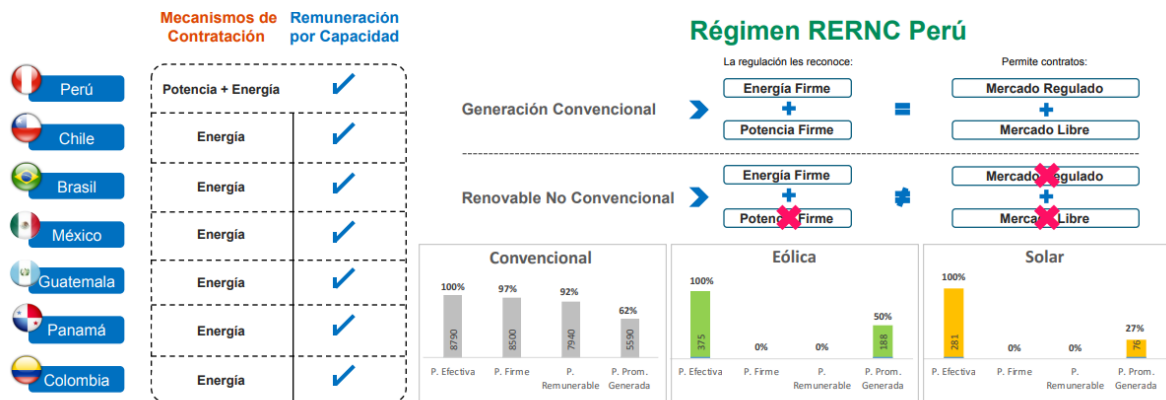 Mecanismos de
Contratación
Remuneración
por Capacidad
Perú
Potencia + Energía
Chile
Energía
Brasil
Energía
México
Energía
Guatemala
Energía
Panamá
Energía
Colombia
Energía
Régimen RERNC Perú
La regulación les reconoce:
Permite contratos:
Generación Convencional
Energía Firme
+
Potencia Firme
=
Mercado Regulado
+
Mercado Libre
Renovable No Convencional
Energía Firme
+
Potencia Firme
≠
Mercado Regulado
+
Mercado Libre
Convencional
100%
97%
92%
62%
8790
8500
7940
5590
P. Efectiva
P. Firme
P.
Remunerable
P. Prom.
Generada
Eólica
100%
0%
0%
50%
375
188
P. Efectiva
P. Firme
P.
Remunerable
P. Prom.
Generada
Solar
100%
0%
0%
27%
281
76
P. Efectiva
P. Firme
P.
Remunerable
P. Prom.
Generada